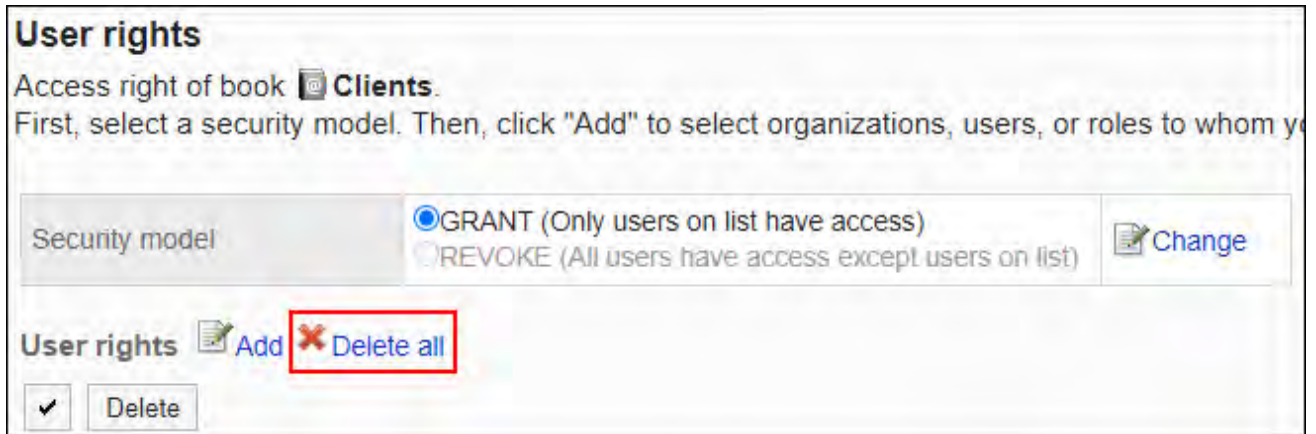 User rights
Access right of book Clients.
First, select a security model. Then, click "Add" to select organizations, users, or roles to whom
Security model
GRANT (Only users on list have access)
REVOKE (All users have access except users on list)
Change
User rights Add Delete all
Delete